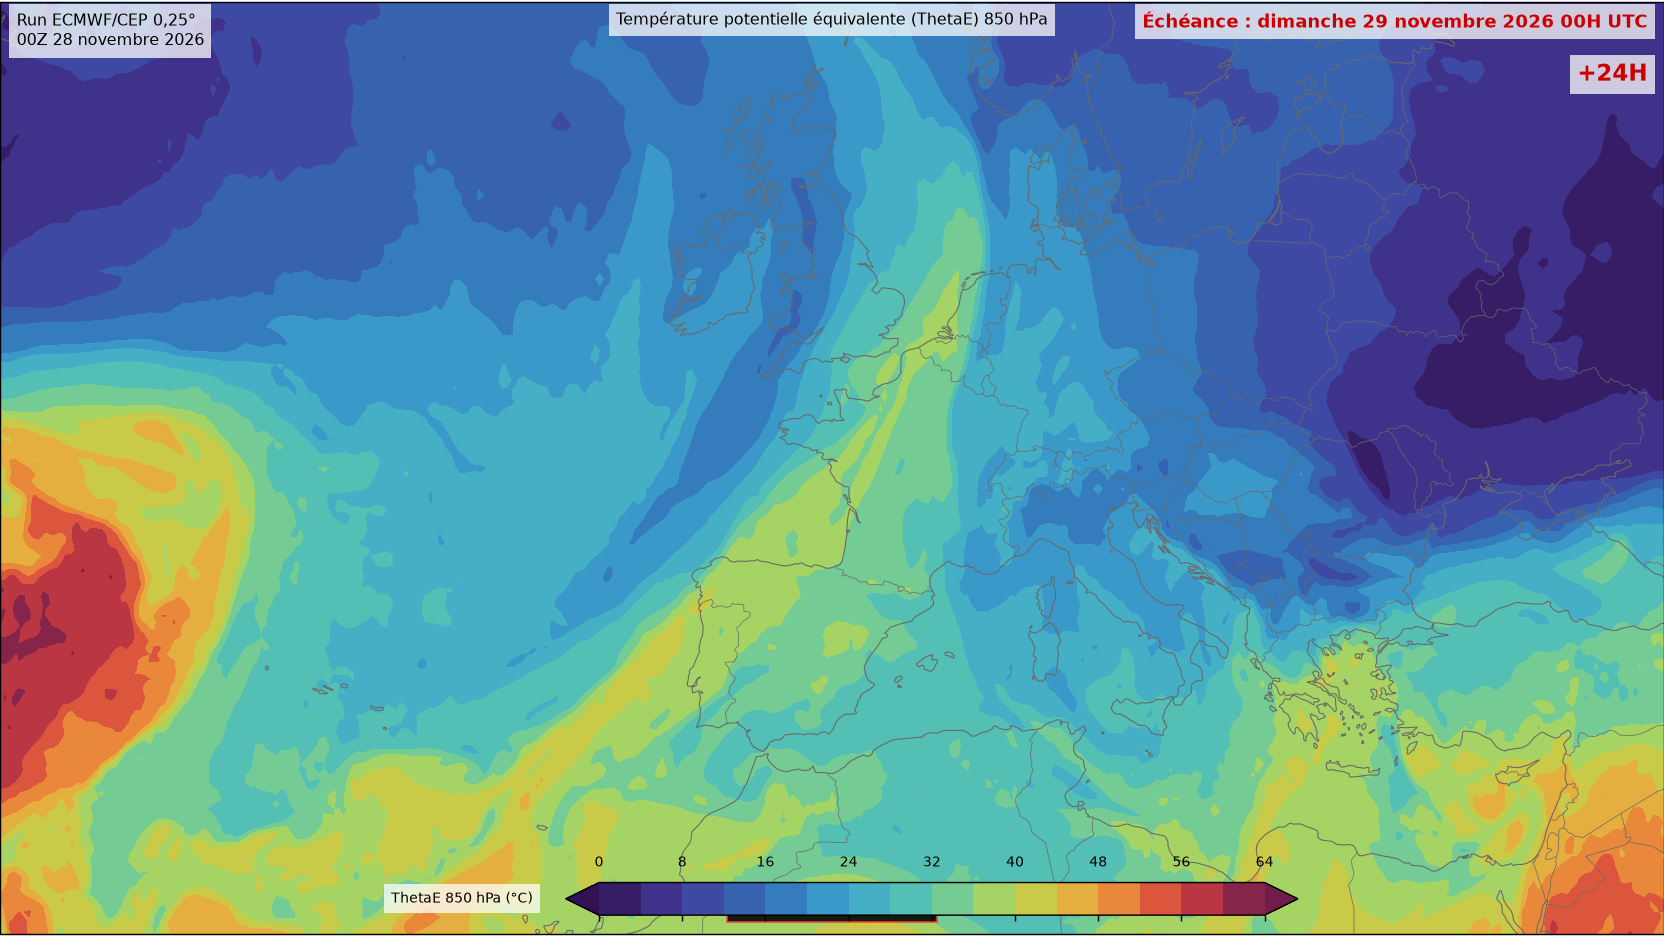 Run ECMWF/CEP 0,25°
00Z 28 novembre 2026
Température potentielle équivalente (ThetaE) 850 hPa
Échéance : dimanche 29 novembre 2026 00H UTC
+24H
0 8 16 24 32 40 48 56 64
ThetaE 850 hPa (°C)